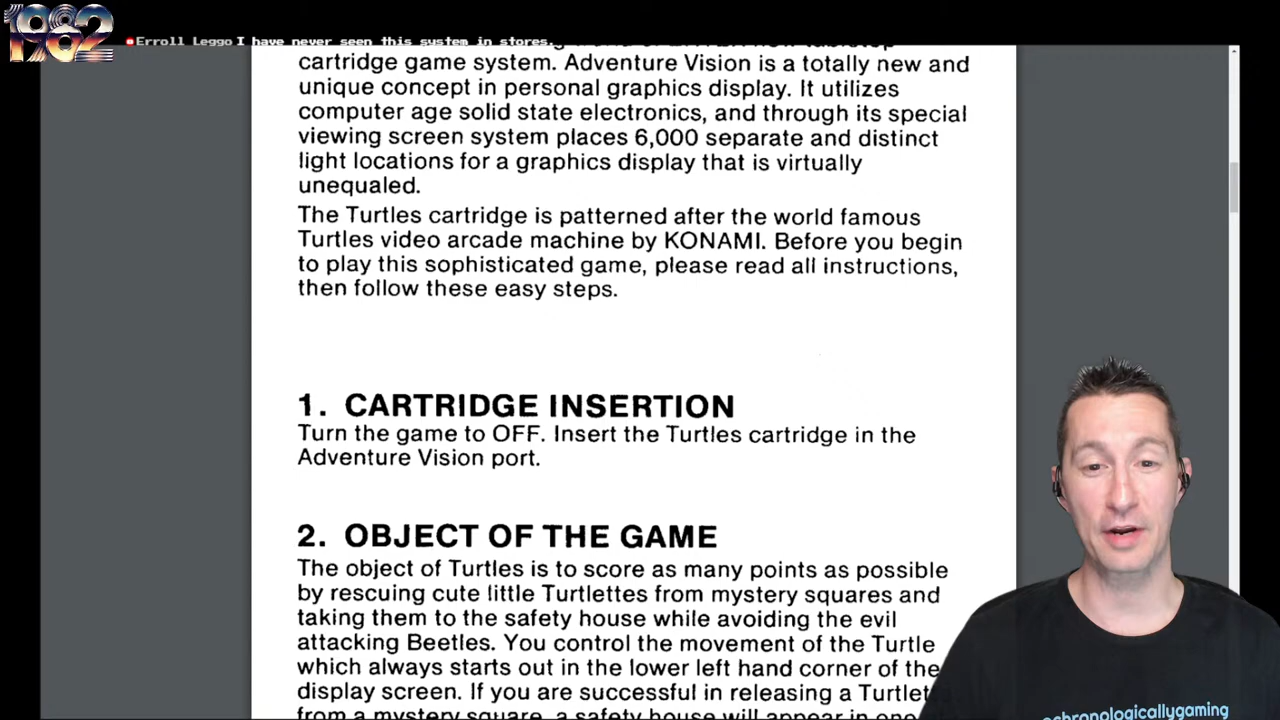 1982
Erroll Leggo I have never seen this system in stores.
cartridge game system. Adventure Vision is a totally new and
unique concept in personal graphics display. It utilizes
computer age solid state electronics, and through its special
viewing screen system places 6,000 separate and distinct
light locations for a graphics display that is virtually
unequaled.
The Turtles cartridge is patterned after the world famous
Turtles video arcade machine by KONAMI. Before you begin
to play this sophisticated game, please read all instructions,
then follow these easy steps.
1. CARTRIDGE INSERTION
Turn the game to OFF. Insert the Turtles cartridge in the
Adventure Vision port.
2. OBJECT OF THE GAME
The object of Turtles is to score as many points as possible
by rescuing cute little Turtlettes from mystery squares and
taking them to the safety house while avoiding the evil
attacking Beetles. You control the movement of the Turtle
which always starts out in the lower left hand corner of the
display screen. If you are successful in releasing a
from a mystery square, a safety house will appear in
chronologicallygaming